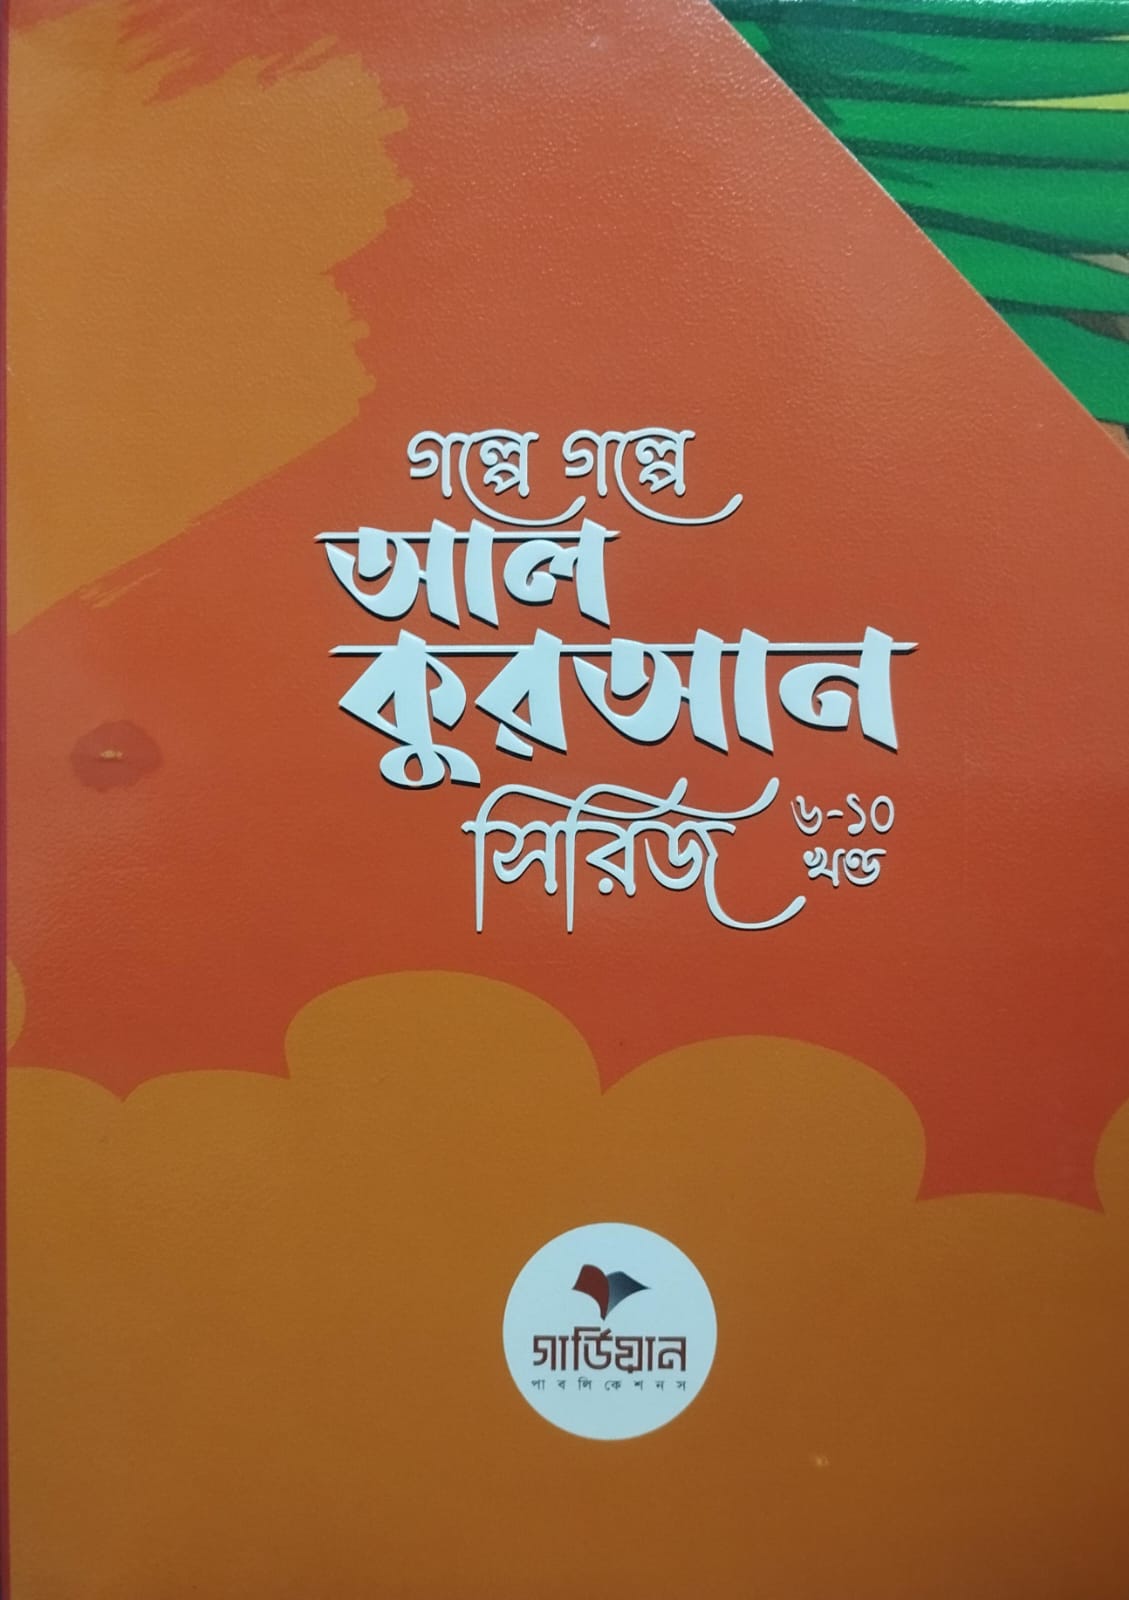 গল্পে গল্পে
আল
কুরআন
সিরিজ
৬-১০
খণ্ড
গার্ডিয়ান
পাবলিকেশনস